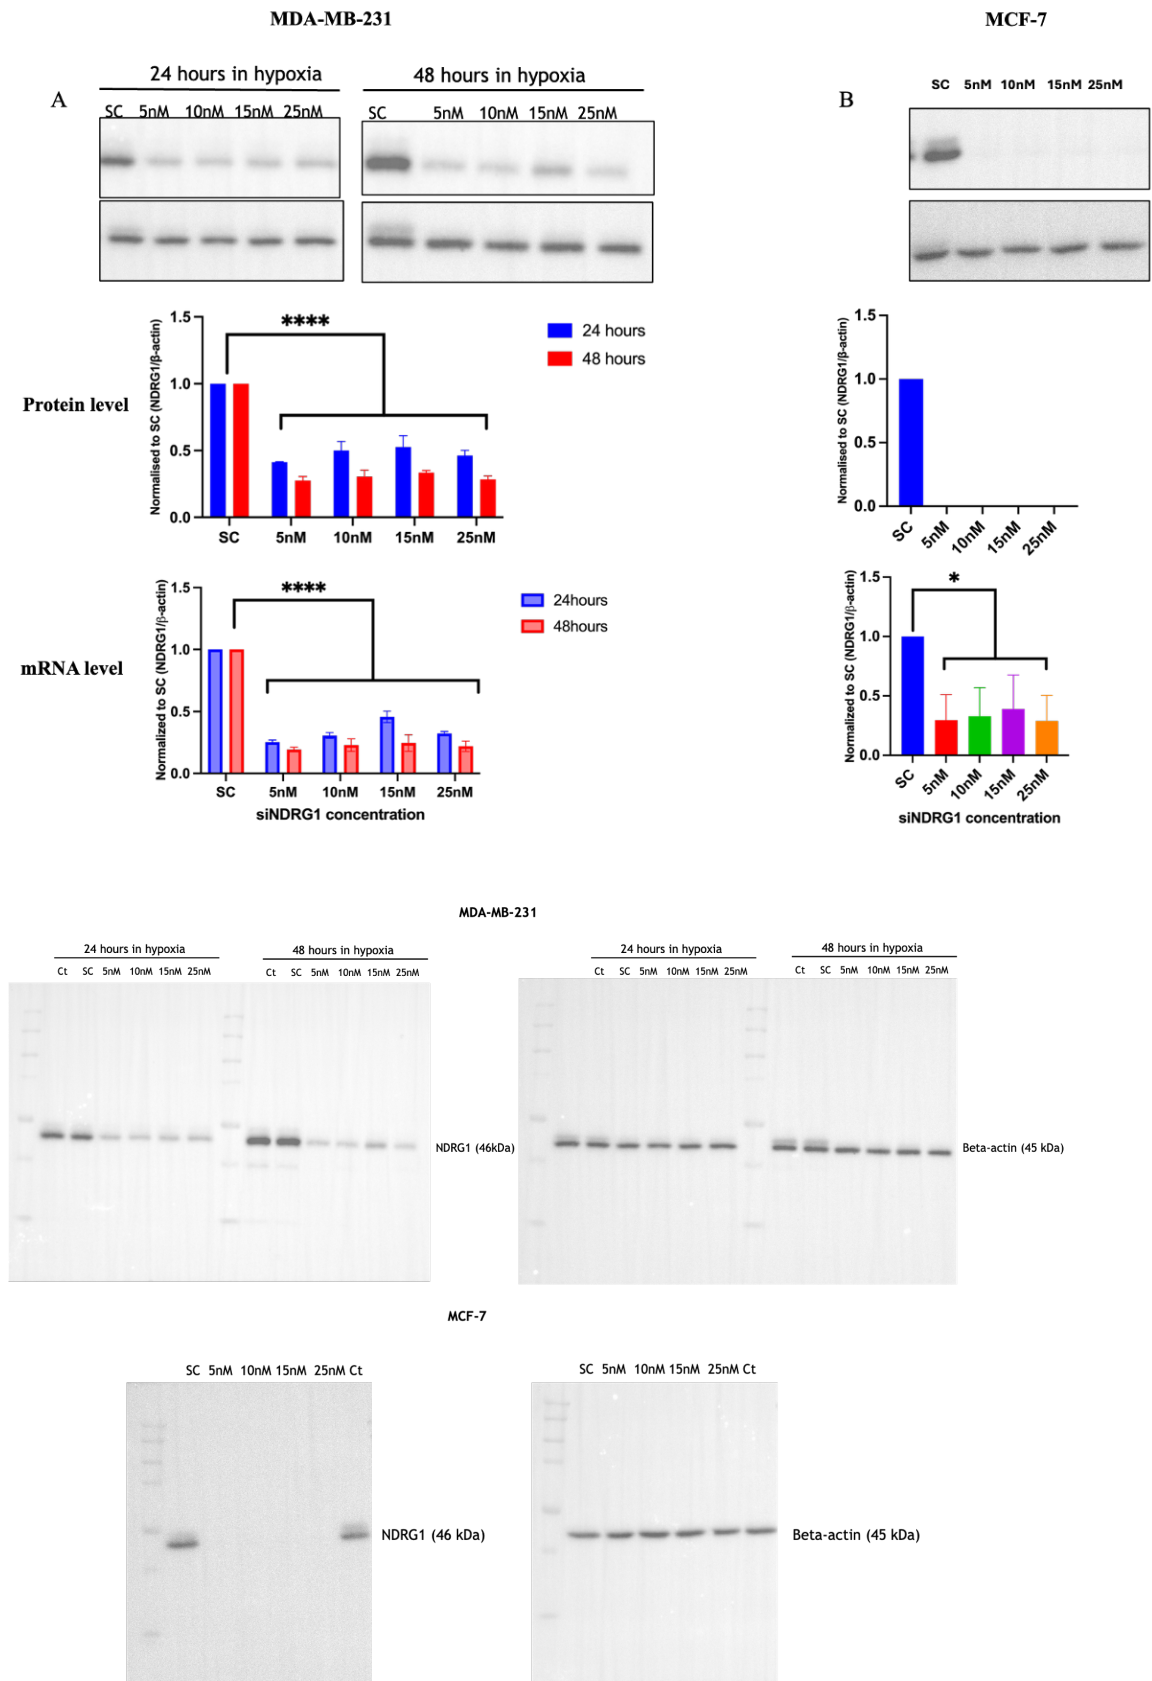 MDA-MB-231
MCF-7
A
24 hours in hypoxia
48 hours in hypoxia
SC 5nM 10nM 15nM 25nM
SC 5nM 10nM 15nM 25nM
B
SC 5nM 10nM 15nM 25nM
Protein level
Normalised to SC (NDRG1/β-actin)
1.5
1.0
0.5
0.0
****
24 hours
48 hours
SC 5nM 10nM 15nM 25nM
Normalised to SC (NDRG1/β-actin)
1.5
1.0
0.5
0.0
SC 5nM 10nM 15nM 25nM
mRNA level
Normalized to SC (NDRG1/β-actin)
1.5
1.0
0.5
0.0
****
24hours
48hours
SC 5nM 10nM 15nM 25nM
siNDRG1 concentration
Normalized to SC (NDRG1/β-actin)
1.5
1.0
0.5
0.0
*
SC 5nM 10nM 15nM 25nM
siNDRG1 concentration
MDA-MB-231
24 hours in hypoxia
48 hours in hypoxia
Ct SC 5nM 10nM 15nM 25nM
Ct SC 5nM 10nM 15nM 25nM
NDRG1 (46kDa)
24 hours in hypoxia
48 hours in hypoxia
Ct SC 5nM 10nM 15nM 25nM
Ct SC 5nM 10nM 15nM 25nM
Beta-actin (45 kDa)
MCF-7
SC 5nM 10nM 15nM 25nM Ct
NDRG1 (46 kDa)
SC 5nM 10nM 15nM 25nM Ct
Beta-actin (45 kDa)